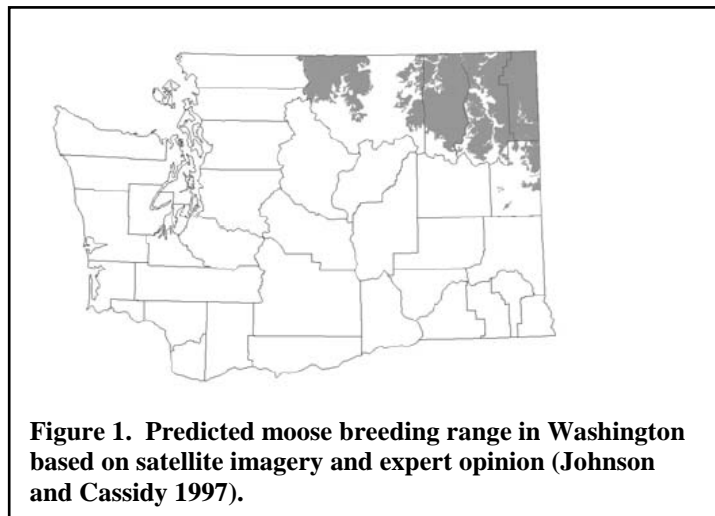 Figure 1.  Predicted moose breeding range in Washington
based on satellite imagery and expert opinion (Johnson
and Cassidy 1997).